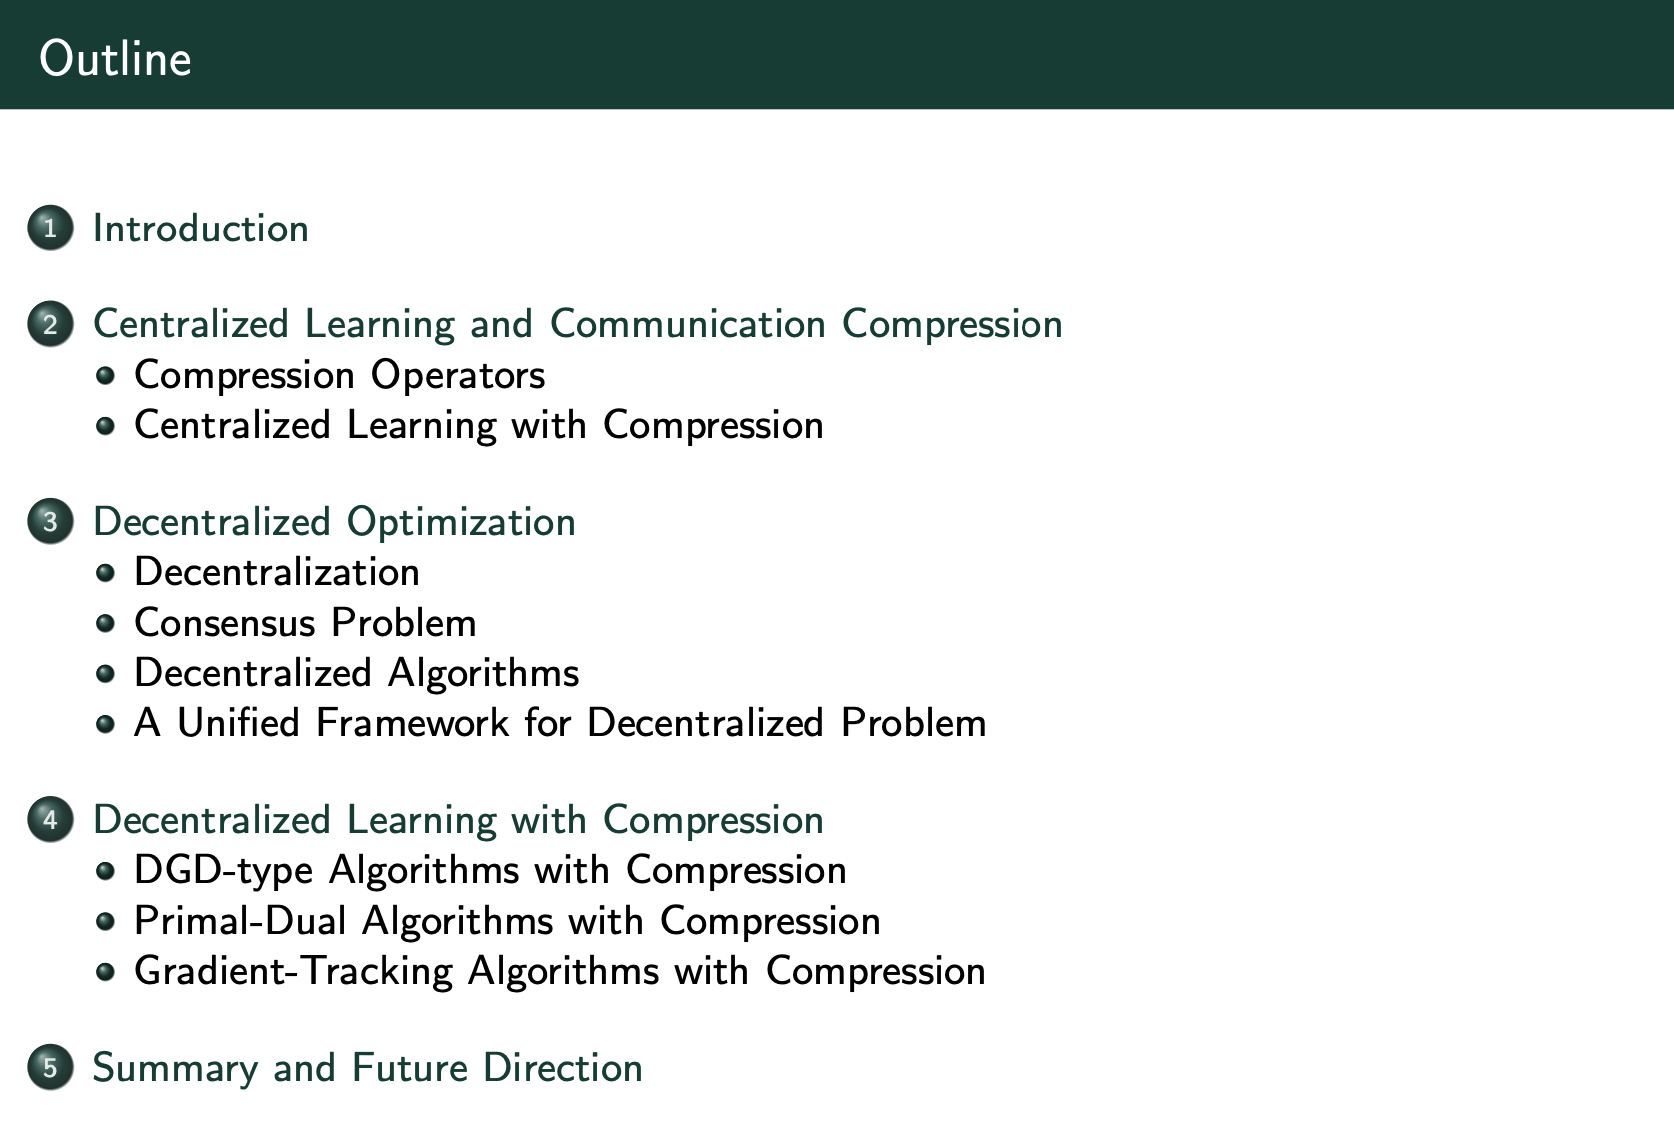 Outline
1 Introduction
2 Centralized Learning and Communication Compression
Compression Operators
Centralized Learning with Compression
3 Decentralized Optimization
Decentralization
Consensus Problem
Decentralized Algorithms
A Unified Framework for Decentralized Problem
4 Decentralized Learning with Compression
DGD-type Algorithms with Compression
Primal-Dual Algorithms with Compression
Gradient-Tracking Algorithms with Compression
5 Summary and Future Direction